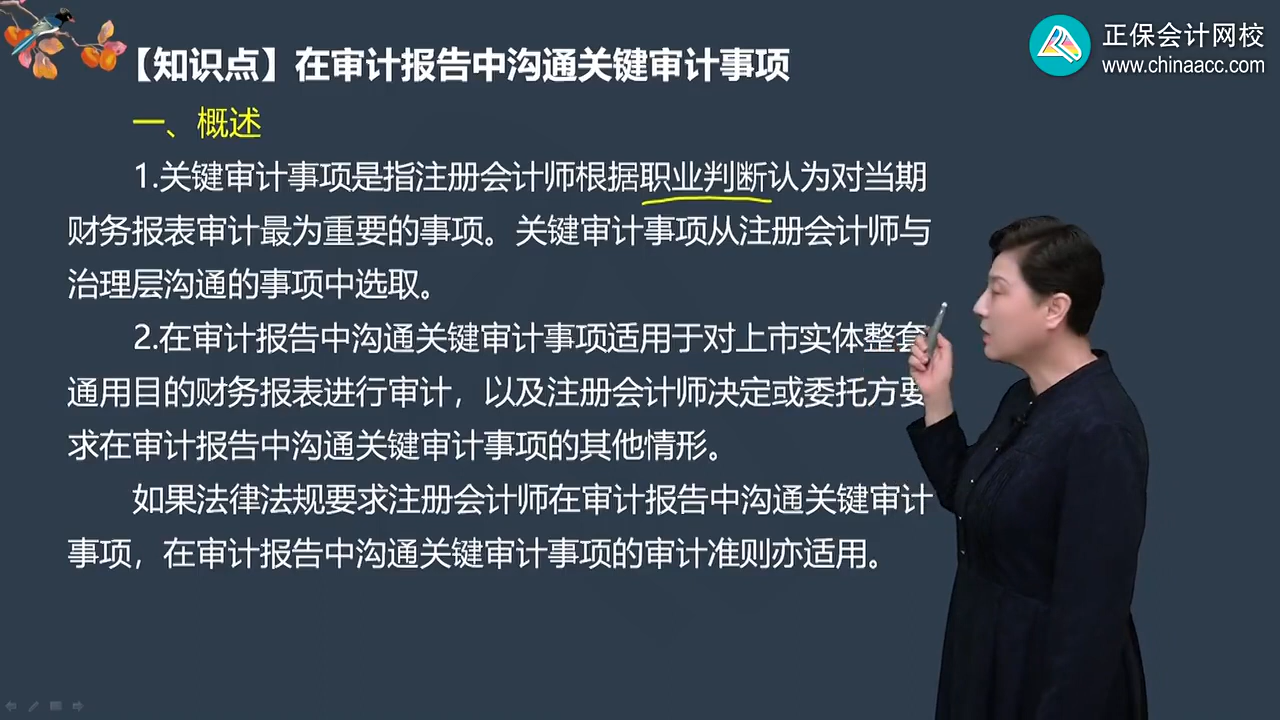 【知识点】在审计报告中沟通关键审计事项
正保会计网校
www.chinaacc.com
一、概述
1.关键审计事项是指注册会计师根据职业判断认为对当期
财务报表审计最为重要的事项。关键审计事项从注册会计师与
治理层沟通的事项中选取。
2.在审计报告中沟通关键审计事项适用于对上市实体整套
通用目的财务报表进行审计，以及注册会计师决定或委托方要
求在审计报告中沟通关键审计事项的其他情形。
如果法律法规要求注册会计师在审计报告中沟通关键审计
事项，在审计报告中沟通关键审计事项的审计准则亦适用。